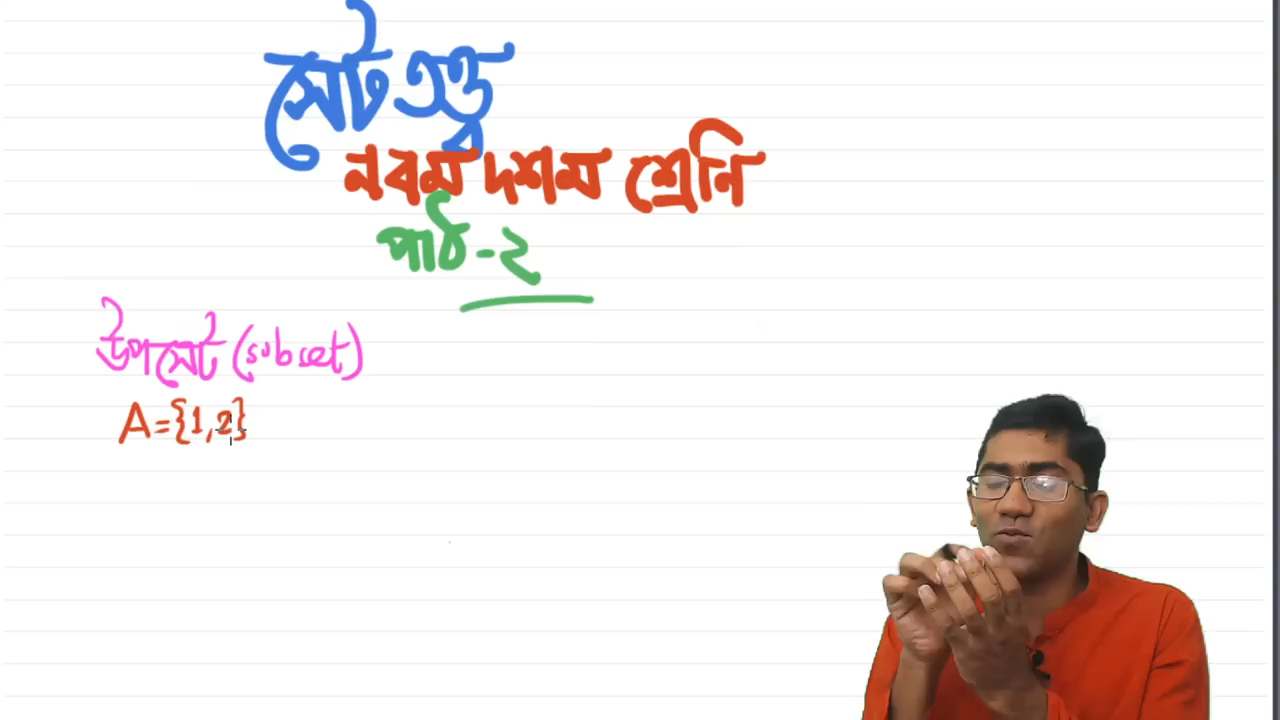 সেট তত্ত্ব
নবম দশম শ্রেনি
পাঠ-২
উপসেট (subset)
A={1,2}